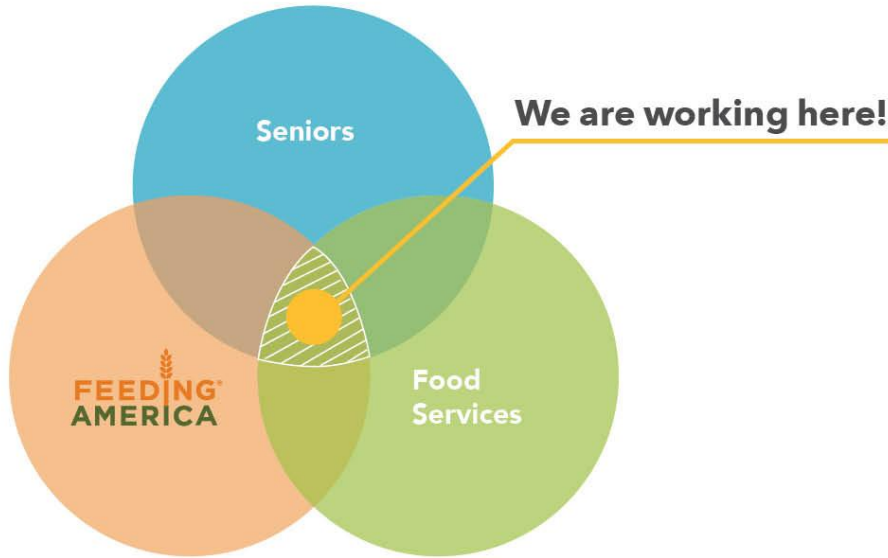 We are working here!
Seniors
FEEDING®
AMERICA
Food
Services